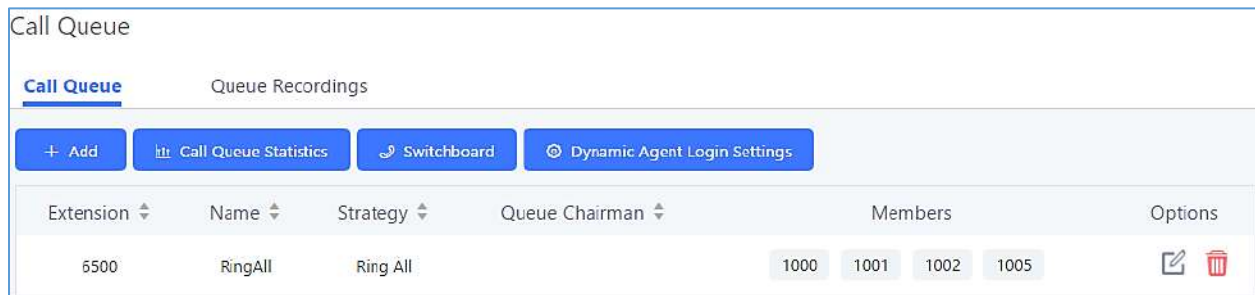 Call Queue
Call Queue Queue Recordings
+ Add Call Queue Statistics Switchboard Dynamic Agent Login Settings
Extension Name Strategy Queue Chairman Members Options
6500 RingAll Ring All 1000 1001 1002 1005